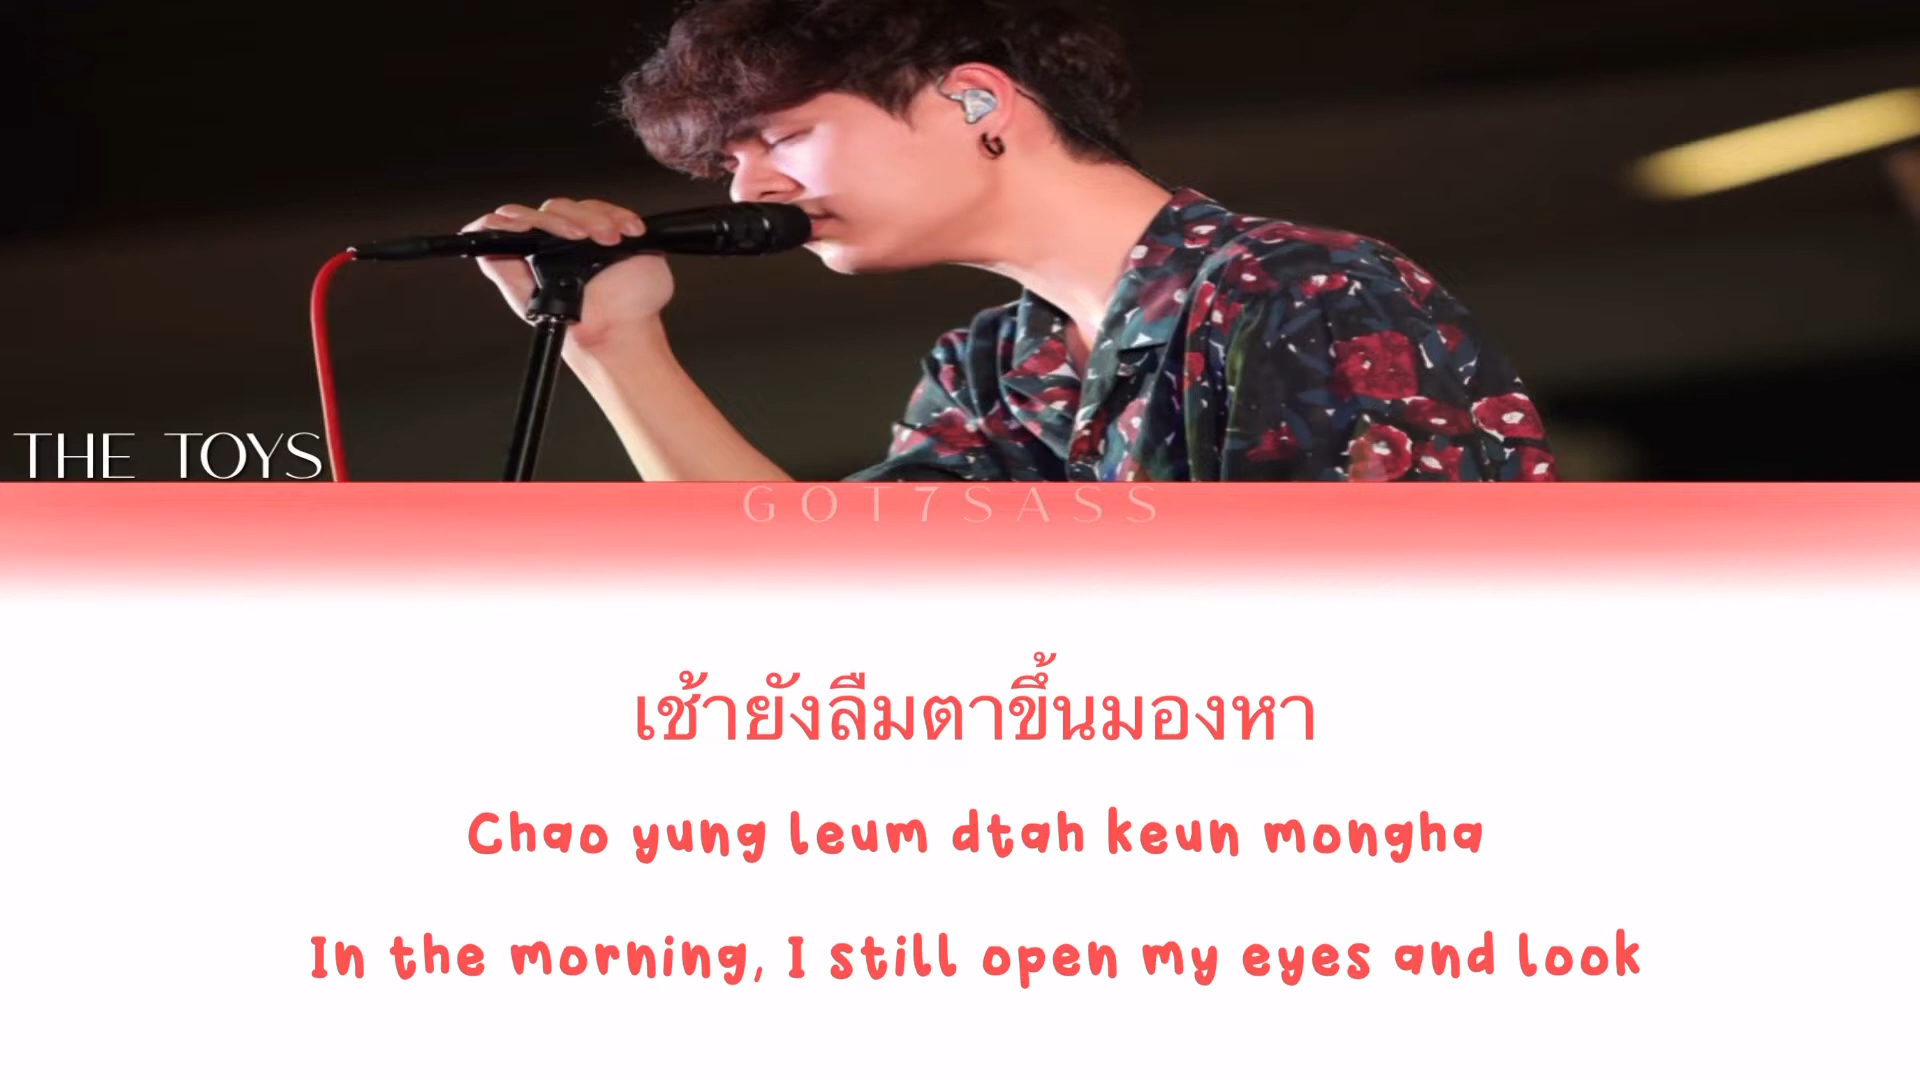 THE TOYS
GOT7SASS
เช้ายังลืมตาขึ้นมองหา
Chao yung leum dtah keun mongha
In the morning, I still open my eyes and look